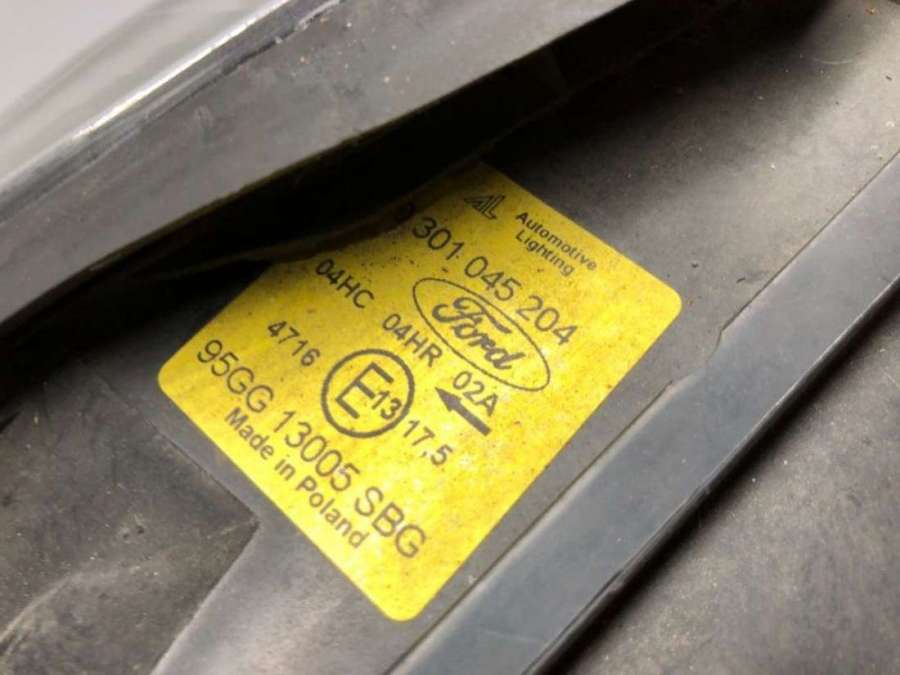 AL Automotive
Lighting
301 045 204
Ford
04HC 04HR 02A
4716 E13 17,5
95GG 13005 SBG
Made in Poland